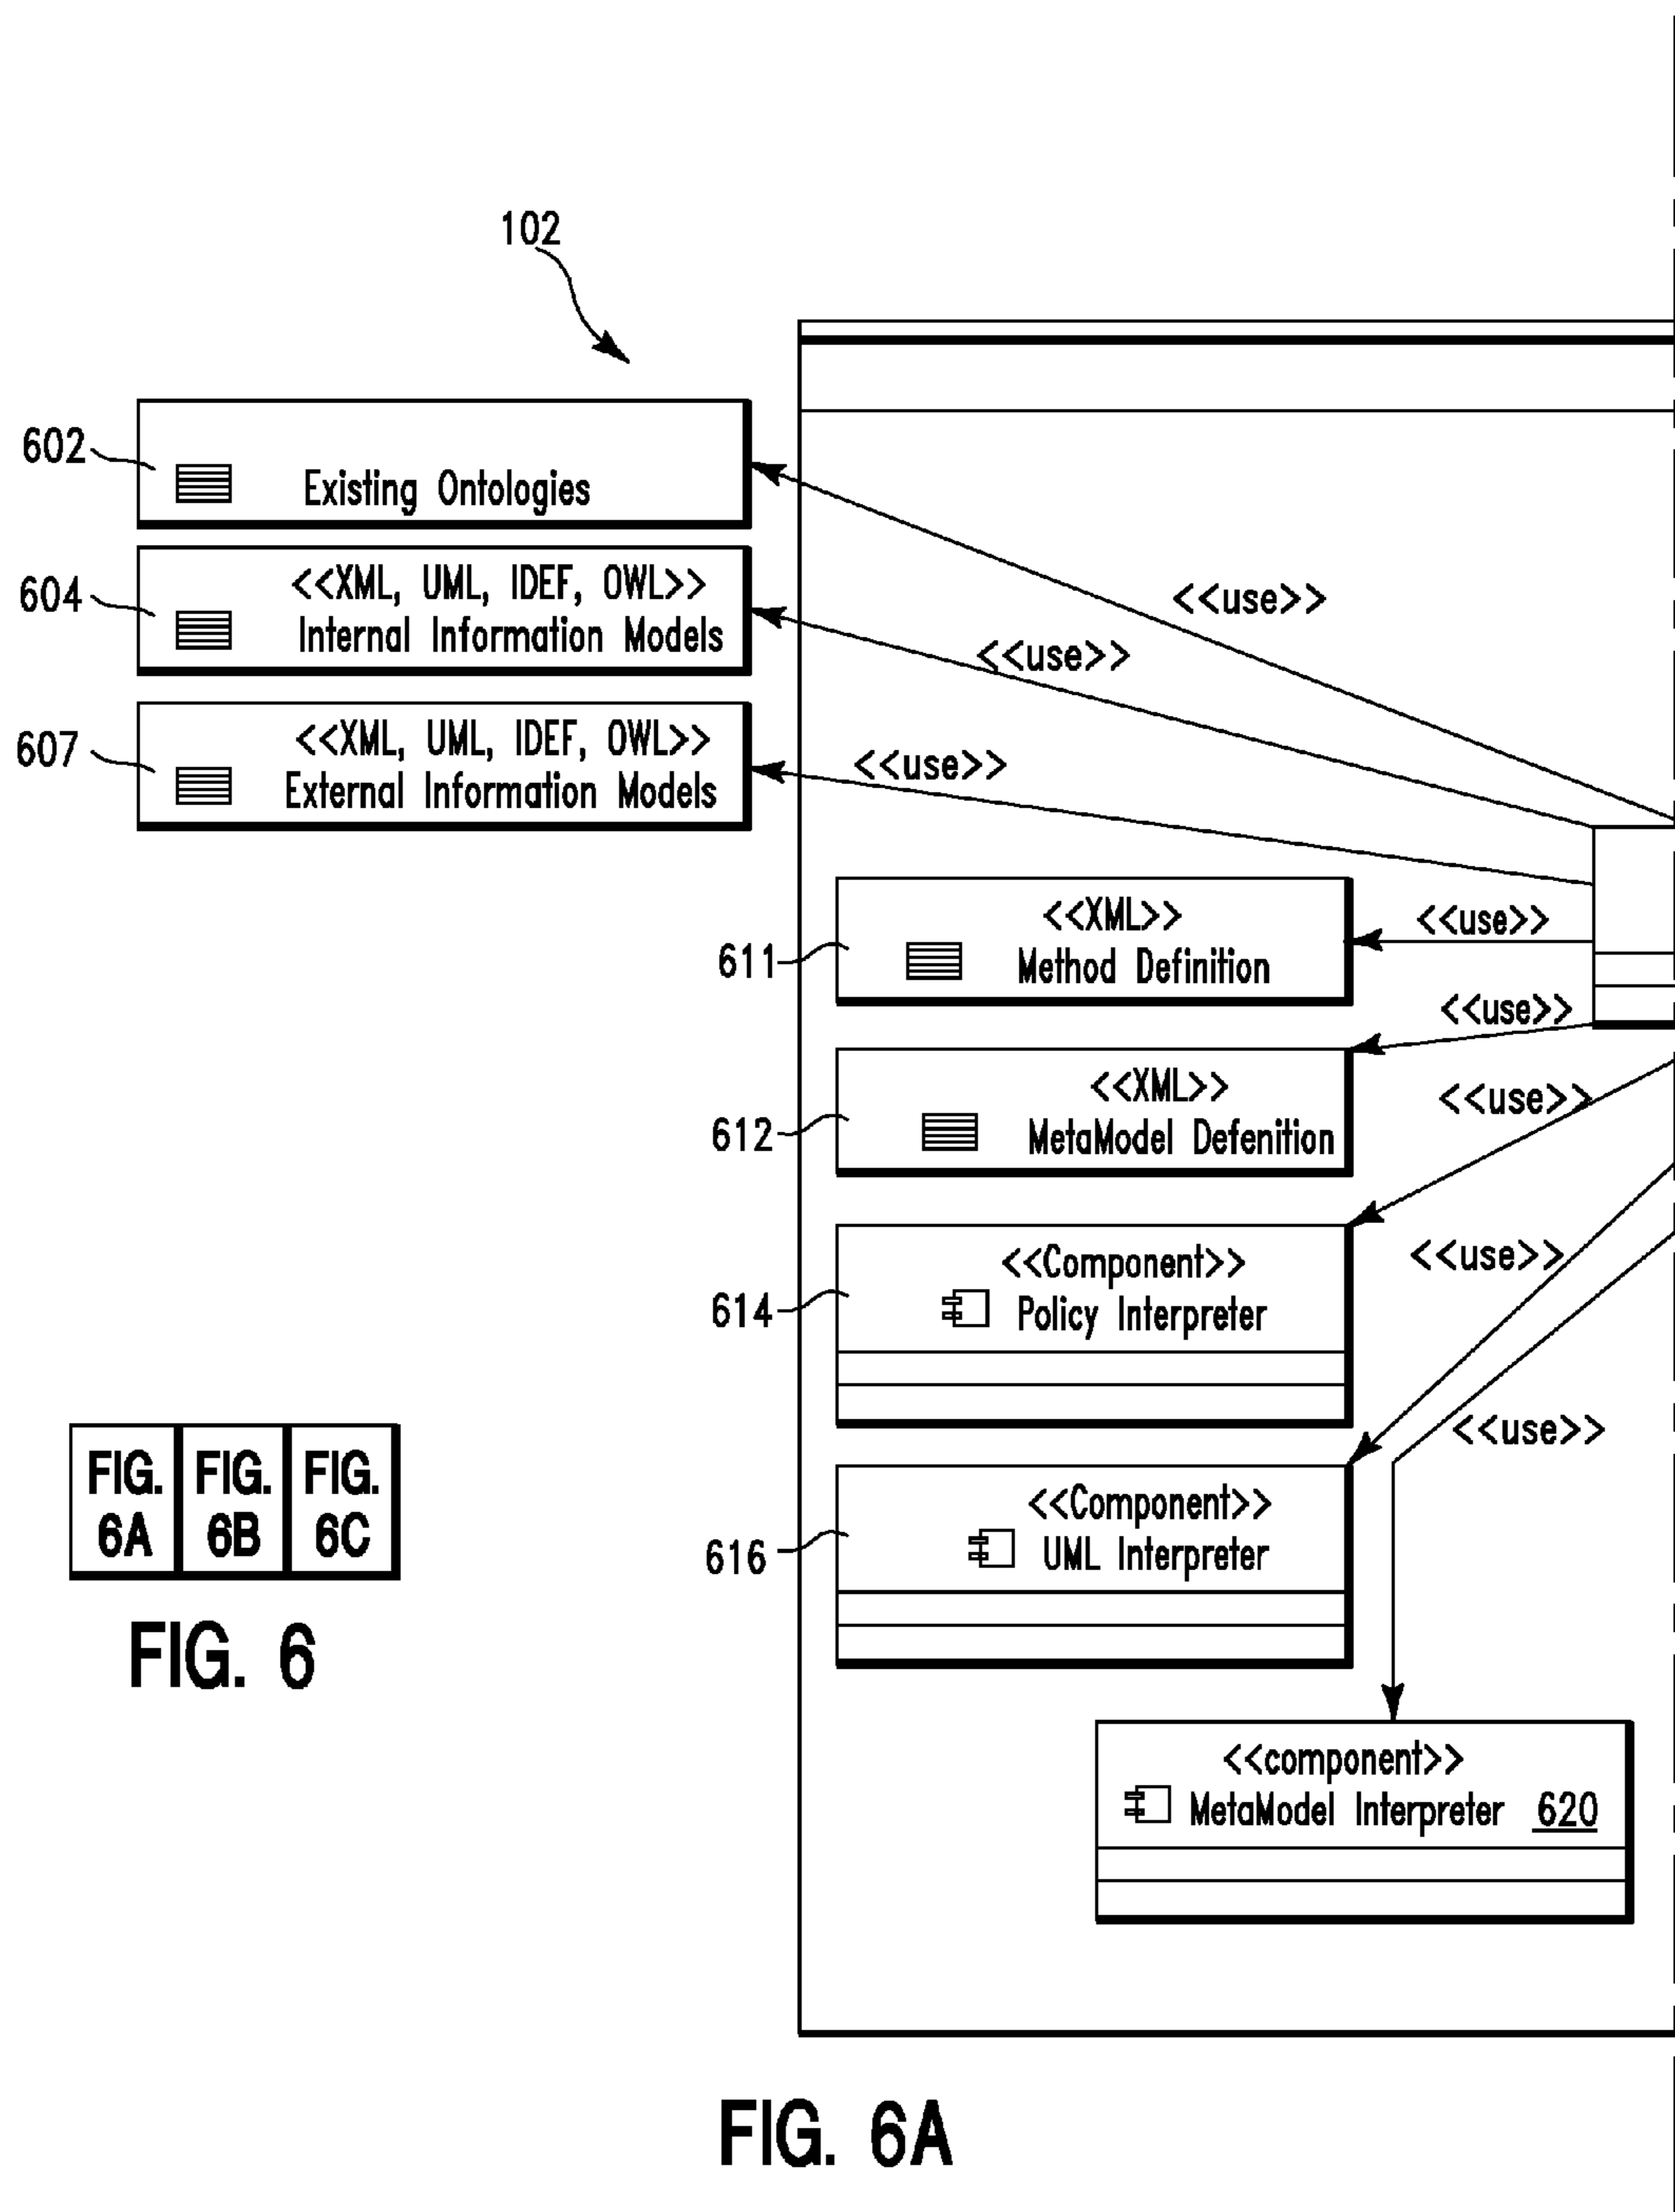 102
602
Existing Ontologies
<<use>>
604
<<XML, UML, IDEF, OWL>>
Internal Information Models
<<use>>
607
<<XML, UML, IDEF, OWL>>
External Information Models
<<use>>
611
<<XML>>
Method Definition
<<use>>
<<use>>
612
<<XML>>
MetaModel Defenition
<<use>>
614
<<Component>>
Policy Interpreter
<<use>>
616
<<Component>>
UML Interpreter
<<use>>
<<component>>
MetaModel Interpreter 620
FIG. 6A
FIG. 6B
FIG. 6C
FIG. 6
FIG. 6A